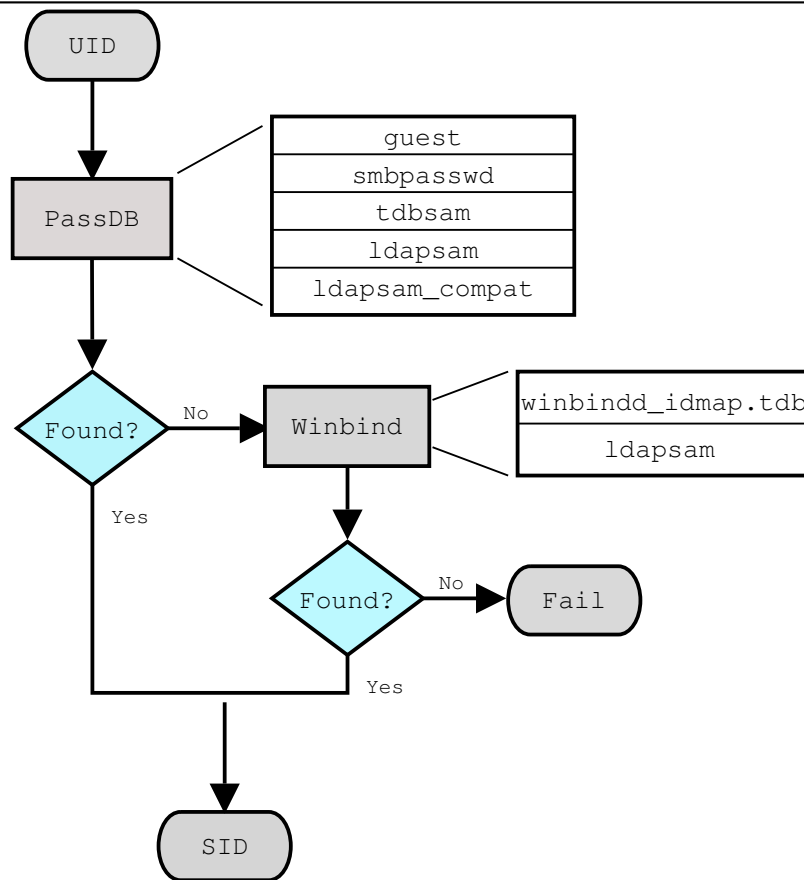 UID
guest
smbpasswd
PassDB
tdbsam
ldapsam
ldapsam_compat
winbindd_idmap.tdb
No
Found?
Winbind
ldapsam
Yes
No
Found?
Fail
Yes
SID